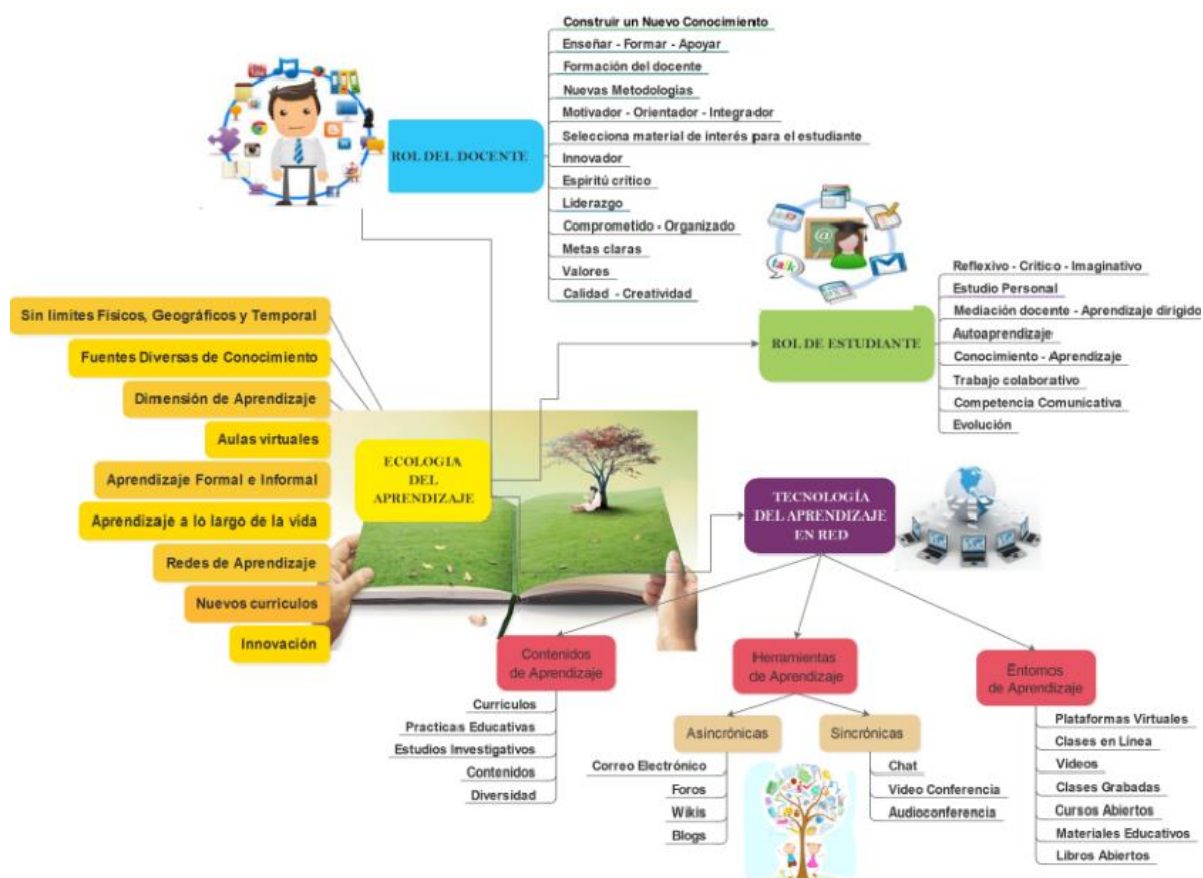 Construir un Nuevo Conocimiento
Enseñar - Formar - Apoyar
Formación del docente
Nuevas Metodologías
Motivador - Orientador - Integrador
Selecciona material de interés para el estudiante
Innovador
Espiritú crítico
Liderazgo
Comprometido - Organizado
Metas claras
Valores
Calidad - Creatividad
ROL DEL DOCENTE
talk
@
ROL DE ESTUDIANTE
Reflexivo - Crítico - Imaginativo
Estudio Personal
Mediación docente - Aprendizaje dirigido
Autoaprendizaje
Conocimiento - Aprendizaje
Trabajo colaborativo
Competencia Comunicativa
Evolución
Sin límites Físicos, Geográficos y Temporal
Fuentes Diversas de Conocimiento
Dimensión de Aprendizaje
Aulas virtuales
Aprendizaje Formal e Informal
Aprendizaje a lo largo de la vida
Redes de Aprendizaje
Nuevos currículos
Innovación
ECOLOGIA
DEL
APRENDIZAJE
TECNOLOGÍA
DEL APRENDIZAJE
EN RED
Contenidos
de Aprendizaje
Currículos
Practicas Educativas
Estudios Investigativos
Contenidos
Diversidad
Herramientas
de Aprendizaje
Asincrónicas
Correo Electrónico
Foros
Wikis
Blogs
Sincrónicas
Chat
Video Conferencia
Audioconferencia
Entornos
de Aprendizaje
Plataformas Virtuales
Clases en Línea
Videos
Clases Grabadas
Cursos Abiertos
Materiales Educativos
Libros Abiertos